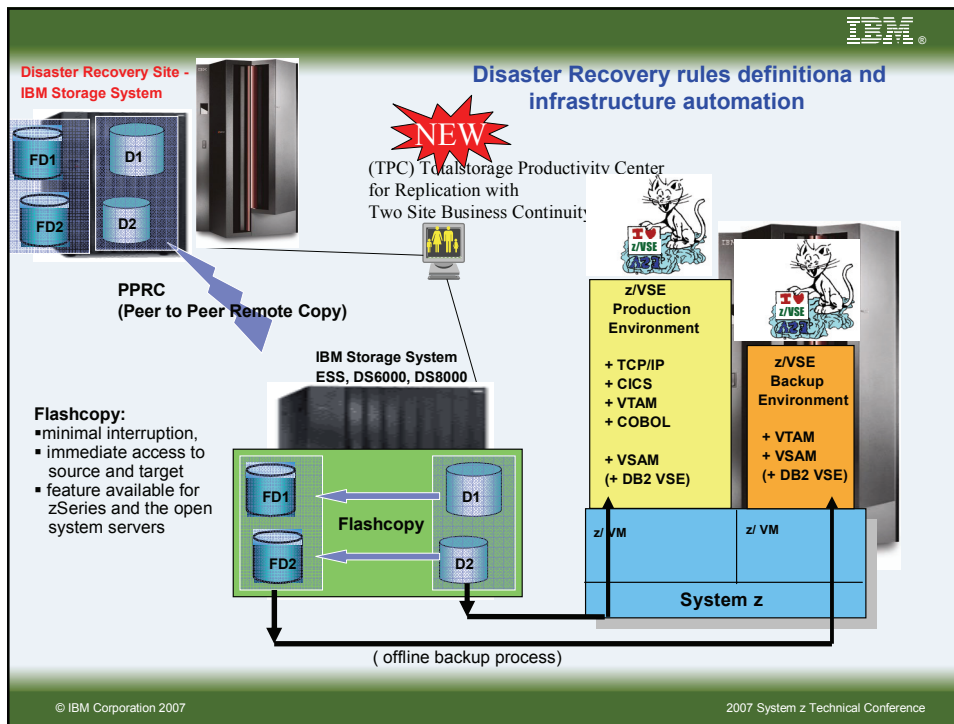 IBM ®
Disaster Recovery Site -
IBM Storage System
Disaster Recovery rules definitiona nd
infrastructure automation
NEW
(TPC) Totalstorage Productivity Center
for Replication with
Two Site Business Continuity
FD1
D1
FD2
D2
PPRC
(Peer to Peer Remote Copy)
IBM Storage System
ESS, DS6000, DS8000
Flashcopy:
▪minimal interruption,
▪ immediate access to
source and target
▪ feature available for
zSeries and the open
system servers
FD1
D1
Flashcopy
FD2
D2
I ♥
z/VSE
z/VSE
Production
Environment
+ TCP/IP
+ CICS
+ VTAM
+ COBOL
+ VSAM
(+ DB2 VSE)
IBM
I ♥
z/VSE
z/VSE
Backup
Environment
+ VTAM
+ VSAM
(+ DB2 VSE)
z/ VM
z/ VM
System z
( offline backup process)
© IBM Corporation 2007
2007 System z Technical Conference